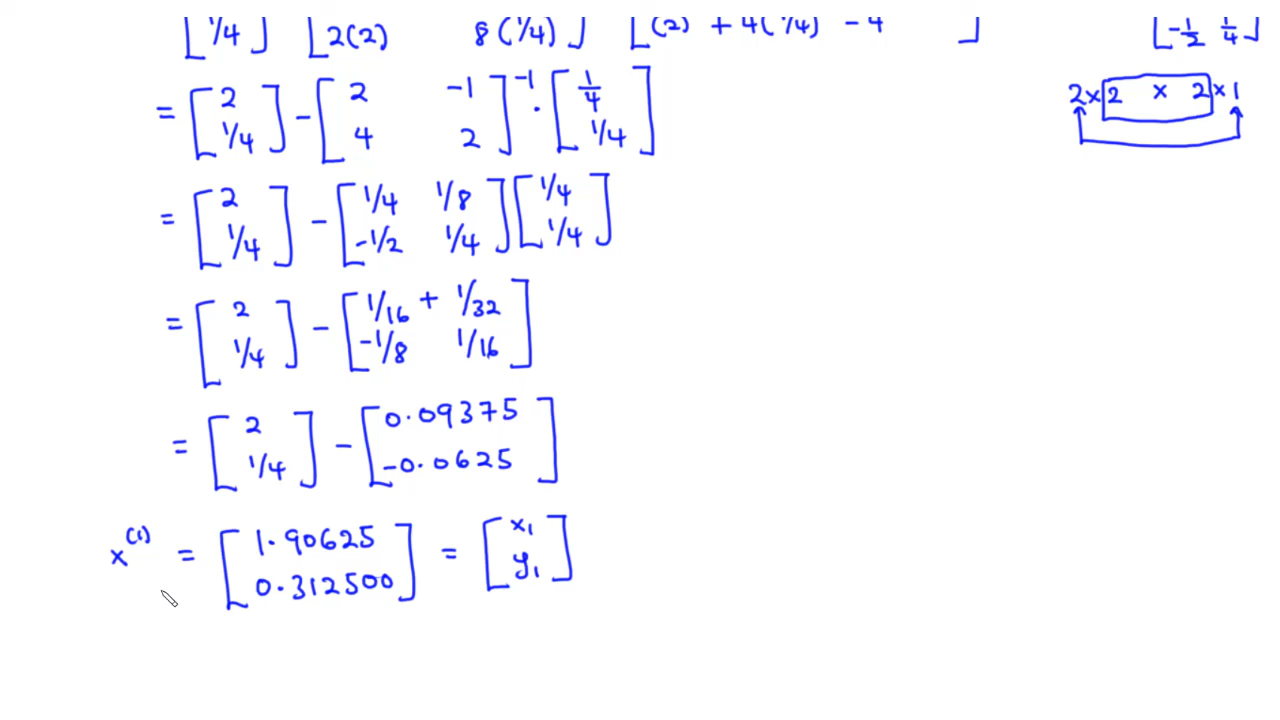 [1/4] [2(2) 8(1/4)] [(2) + 4(1/4) - 4 ] [-1/2 1/4]
= [2 1/4] - [2 -1 4 2]^-1 · [1/4 1/4] 2×2 × 2×1
= [2 1/4] - [1/4 1/8 -1/2 1/4] [1/4 1/4]
= [2 1/4] - [1/16 + 1/32 -1/8 1/16]
= [2 1/4] - [0.09375 -0.0625]
x^(1) = [1.90625 0.312500] = [x₁ y₁]